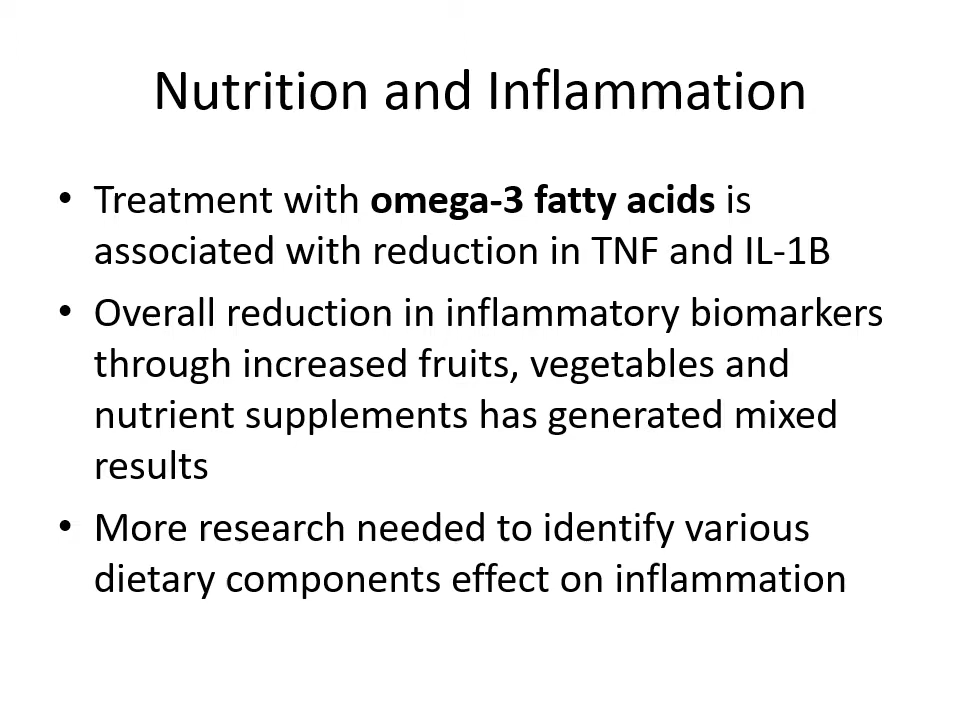 Nutrition and Inflammation
• Treatment with omega-3 fatty acids is
associated with reduction in TNF and IL-1B
• Overall reduction in inflammatory biomarkers
through increased fruits, vegetables and
nutrient supplements has generated mixed
results
• More research needed to identify various
dietary components effect on inflammation